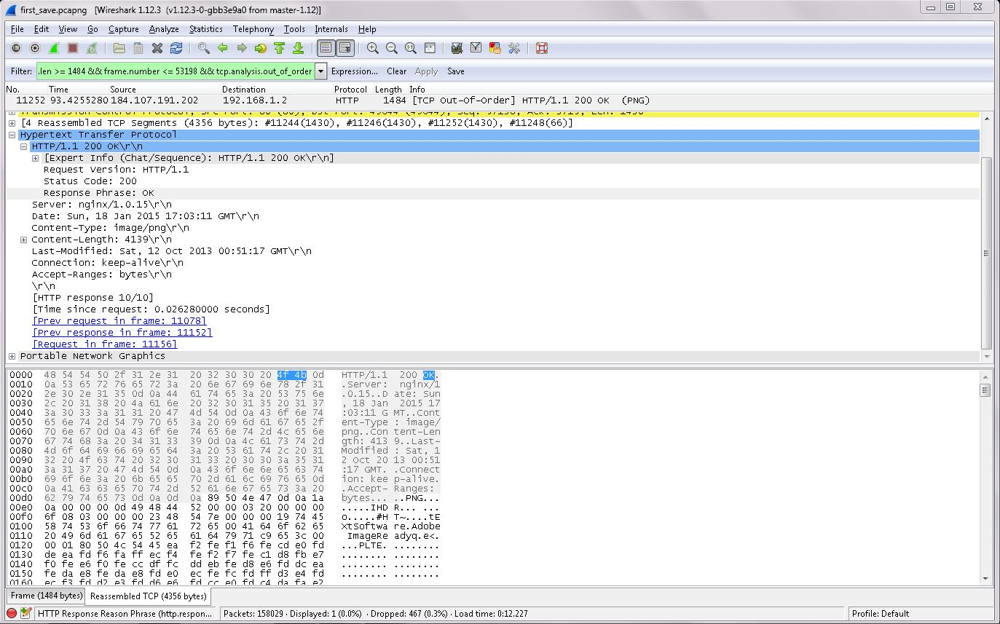 first_save.pcapng [Wireshark 1.12.3 (v1.12.3-0-gbb3e9a0 from master-1.12)]
File Edit View Go Capture Analyze Statistics Telephony Tools Internals Help
Filter: .len >= 1484 && frame.number <= 53198 && tcp.analysis.out_of_order Expression... Clear Apply Save
No. Time Source Destination Protocol Length Info
11252 93.4255280 184.107.191.202 192.168.1.2 HTTP 1484 [TCP Out-Of-Order] HTTP/1.1 200 OK (PNG)
[4 Reassembled TCP Segments (4356 bytes): #11244(1430), #11246(1430), #11252(1430), #11248(66)]
Hypertext Transfer Protocol
HTTP/1.1 200 OK\r\n
[Expert Info (Chat/Sequence): HTTP/1.1 200 OK\r\n]
Request Version: HTTP/1.1
Status Code: 200
Response Phrase: OK
Server: nginx/1.0.15\r\n
Date: Sun, 18 Jan 2015 17:03:11 GMT\r\n
Content-Type: image/png\r\n
Content-Length: 4139\r\n
Last-Modified: Sat, 12 Oct 2013 00:51:17 GMT\r\n
Connection: keep-alive\r\n
Accept-Ranges: bytes\r\n
\r\n
[HTTP response 10/10]
[Time since request: 0.026280000 seconds]
[Prev request in frame: 11078]
[Prev response in frame: 11152]
[Request in frame: 11156]
Portable Network Graphics
0000 48 54 54 50 2f 31 2e 31 20 32 30 30 20 4f 4b 0d HTTP/1.1 200 OK.
0010 0a 53 65 72 76 65 72 3a 20 6e 67 69 6e 78 2f 31 .Server: nginx/1
0020 2e 30 2e 31 35 0d 0a 44 61 74 65 3a 20 53 75 6e .0.15..D ate: Sun
0030 2c 20 31 38 20 4a 61 6e 20 32 30 31 35 20 31 37 , 18 Jan 2015 17
0040 3a 30 33 3a 31 31 20 47 4d 54 0d 0a 43 6f 6e 74 :03:11 G MT..Cont
0050 65 6e 74 2d 54 79 70 65 3a 20 69 6d 61 67 65 2f ent-Type : image/
0060 70 6e 67 0d 0a 43 6f 6e 74 65 6e 74 2d 4c 65 6e png..Con tent-Len
0070 67 74 68 3a 20 34 31 33 39 0d 0a 4c 61 73 74 2d gth: 413 9..Last-
0080 4d 6f 64 69 66 69 65 64 3a 20 53 61 74 2c 20 31 Modified : Sat, 1
0090 32 20 4f 63 74 20 32 30 31 33 20 30 30 3a 35 31 2 Oct 20 13 00:51
00a0 3a 31 37 20 47 4d 54 0d 0a 43 6f 6e 6e 65 63 74 :17 GMT. .Connect
00b0 69 6f 6e 3a 20 6b 65 65 70 2d 61 6c 69 76 65 0d ion: kee p-alive.
00c0 0a 41 63 63 65 70 74 2d 52 61 6e 67 65 73 3a 20 .Accept- Ranges:
00d0 62 79 74 65 73 0d 0a 0d 0a 89 50 4e 47 0d 0a 1a bytes... ..PNG...
00e0 0a 00 00 00 0d 49 48 44 52 00 00 03 20 00 00 00 .....IHD R... ...
00f0 6f 08 03 00 00 00 23 48 54 7e 00 00 00 19 74 45 o.....#H T~....tE
0100 58 74 53 6f 66 74 77 61 72 65 00 41 64 6f 62 65 XtSoftwa re.Adobe
0110 20 49 6d 61 67 65 52 65 61 64 79 71 c9 65 3c 00 ImageRe adyq.e<.
0120 00 01 80 50 4c 54 45 ea f2 fe f1 f6 fe cd e0 fd ...PLTE. ........
0130 de ea fd f6 fa ff ec f4 fe f2 f7 fe c1 d8 fb e7 ........ ........
0140 f0 fe e6 f0 fe cc df fc dd eb fe d8 e6 fd dc ea ........ ........
0150 fe da e8 fe da e8 fd e0 ec fe fc fd ff d3 e4 fd ........ ........
Frame (1484 bytes) Reassembled TCP (4356 bytes)
HTTP Response Reason Phrase (http.respon... Packets: 158029 · Displayed: 1 (0.0%) · Dropped: 467 (0.3%) · Load time: 0:12.227 Profile: Default